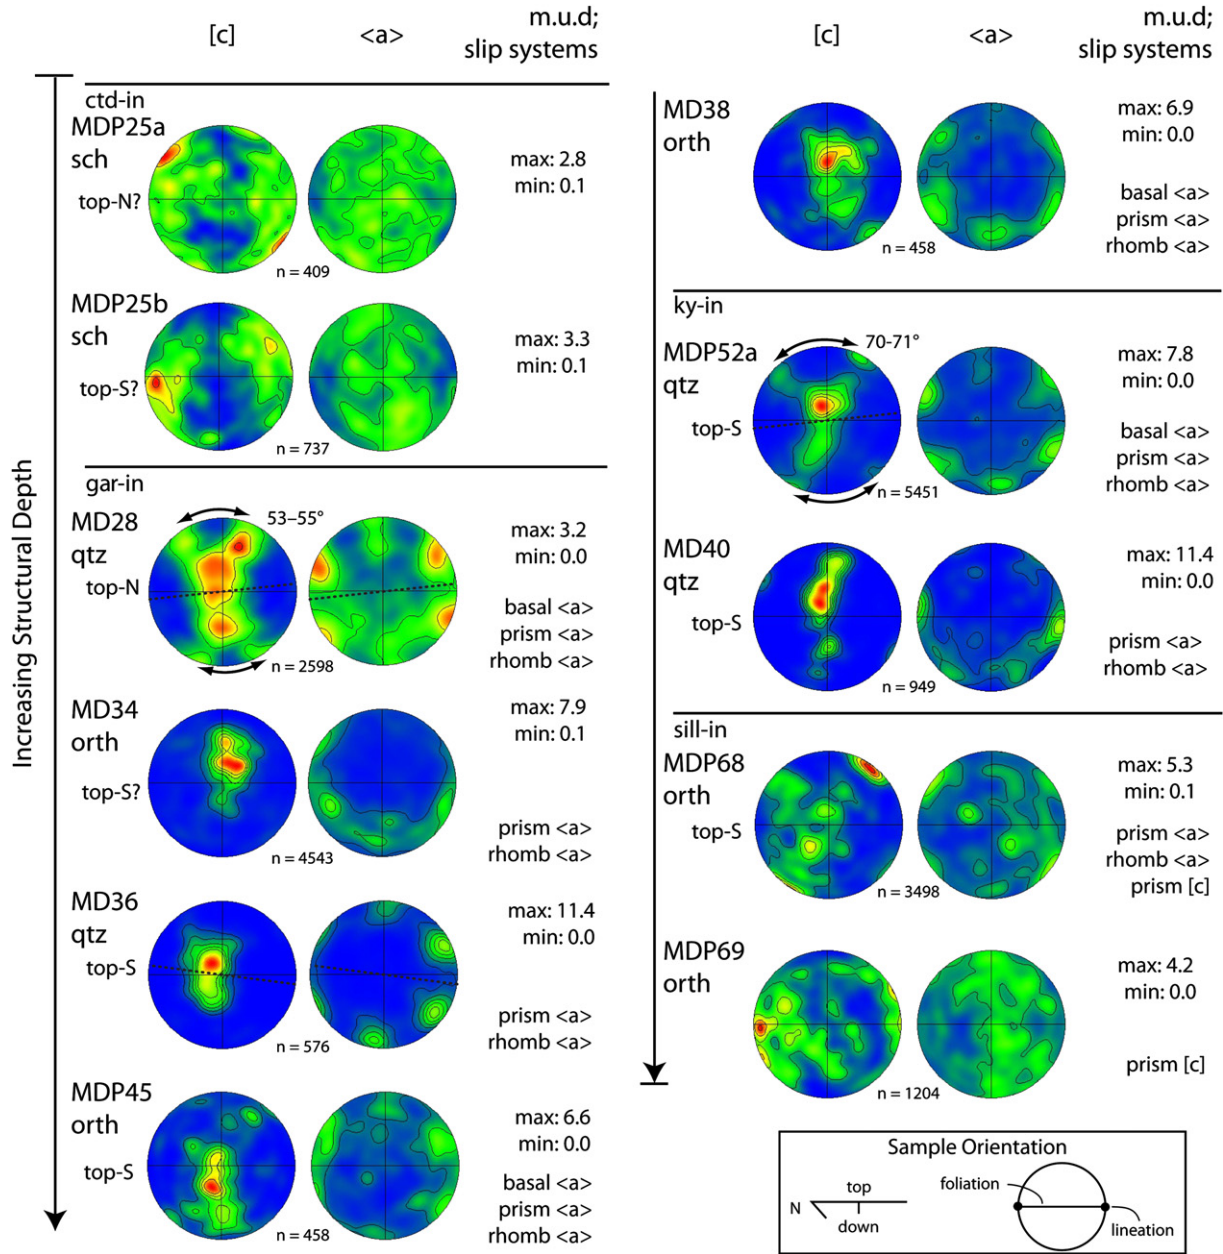 [c]
<a>
m.u.d;
slip systems
Increasing Structural Depth
ctd-in
MDP25a
sch
top-N?
n = 409
max: 2.8
min: 0.1
MDP25b
sch
top-S?
n = 737
max: 3.3
min: 0.1
gar-in
MD28
qtz
top-N
53–55°
n = 2598
max: 3.2
min: 0.0
basal <a>
prism <a>
rhomb <a>
MD34
orth
top-S?
n = 4543
max: 7.9
min: 0.1
prism <a>
rhomb <a>
MD36
qtz
top-S
n = 576
max: 11.4
min: 0.0
prism <a>
rhomb <a>
MDP45
orth
top-S
n = 458
max: 6.6
min: 0.0
basal <a>
prism <a>
rhomb <a>
[c]
<a>
m.u.d;
slip systems
MD38
orth
n = 458
max: 6.9
min: 0.0
basal <a>
prism <a>
rhomb <a>
ky-in
MDP52a
qtz
top-S
70-71°
n = 5451
max: 7.8
min: 0.0
basal <a>
prism <a>
rhomb <a>
MD40
qtz
top-S
n = 949
max: 11.4
min: 0.0
prism <a>
rhomb <a>
sill-in
MDP68
orth
top-S
n = 3498
max: 5.3
min: 0.1
prism <a>
rhomb <a>
prism [c]
MDP69
orth
n = 1204
max: 4.2
min: 0.0
prism [c]
Sample Orientation
N
top
down
foliation
lineation